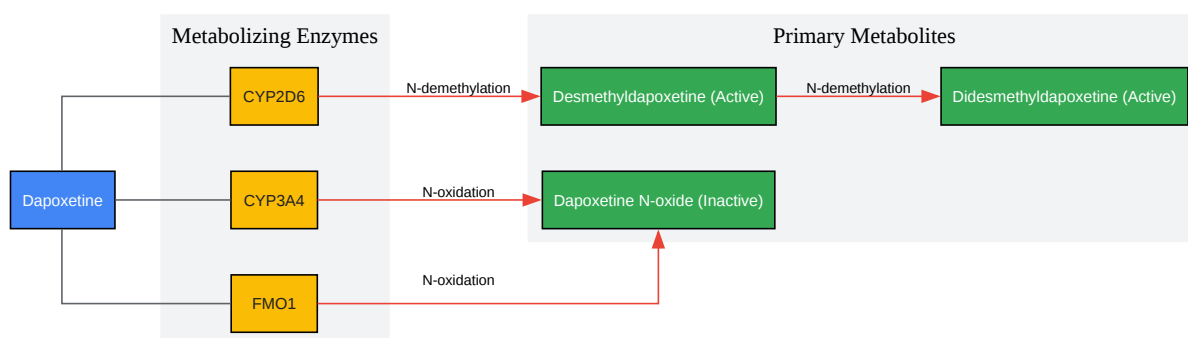 Metabolizing Enzymes
Primary Metabolites
CYP2D6
N-demethylation
Desmethyldapoxetine (Active)
N-demethylation
Didesmethyldapoxetine (Active)
Dapoxetine
CYP3A4
N-oxidation
Dapoxetine N-oxide (Inactive)
FMO1
N-oxidation